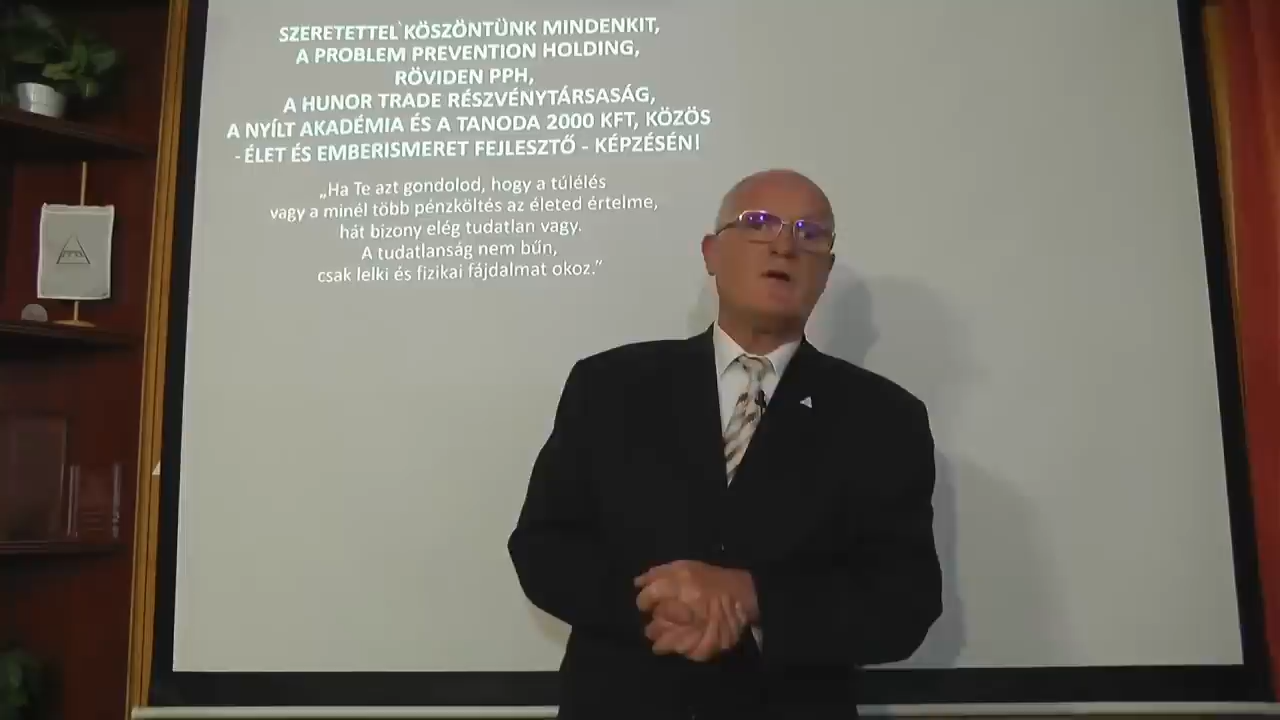 SZERETETTEL KÖSZÖNTÜNK MINDENKIT,
A PROBLEM PREVENTION HOLDING,
RÖVIDEN PPH,
A HUNOR TRADE RÉSZVÉNYTÁRSASÁG,
A NYÍLT AKADÉMIA ÉS A TANODA 2000 KFT, KÖZÖS
- ÉLET ÉS EMBERISMERET FEJLESZTŐ - KÉPZÉSÉN!
„Ha Te azt gondolod, hogy a túlélés
vagy a minél több pénzköltés az életed értelme,
hát bizony elég tudatlan vagy.
A tudatlanság nem bűn,
csak lelki és fizikai fájdalmat okoz.”